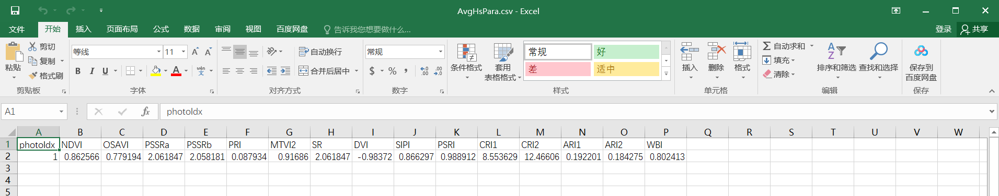 AvgHsPara.csv - Excel
文件 开始 插入 页面布局 公式 数据 审阅 视图 百度网盘 告诉我您想要做什么... 登录 共享
粘贴 剪切 复制 格式刷 剪贴板
等线 11 A A
B I U A wén 文
字体
自动换行
合并后居中
对齐方式
常规
$ % , .0 .00 .00 .0
数字
条件格式 套用 表格格式
常规 好
差 适中
样式
插入 删除 格式
单元格
自动求和
填充
清除
排序和筛选 查找和选择
编辑
保存到 百度网盘
保存
A1 fx photoIdx
A B C D E F G H I J K L M N O P Q R S T U V W
1 photoIdx NDVI OSAVI PSSRa PSSRb PRI MTVI2 SR DVI SIPI PSRI CRI1 CRI2 ARI1 ARI2 WBI
2 1 0.862566 0.779194 2.061847 2.058181 0.087934 0.91686 2.061847 -0.98372 0.866297 0.988912 8.553629 12.46606 0.192201 0.184275 0.802413
3
4
5